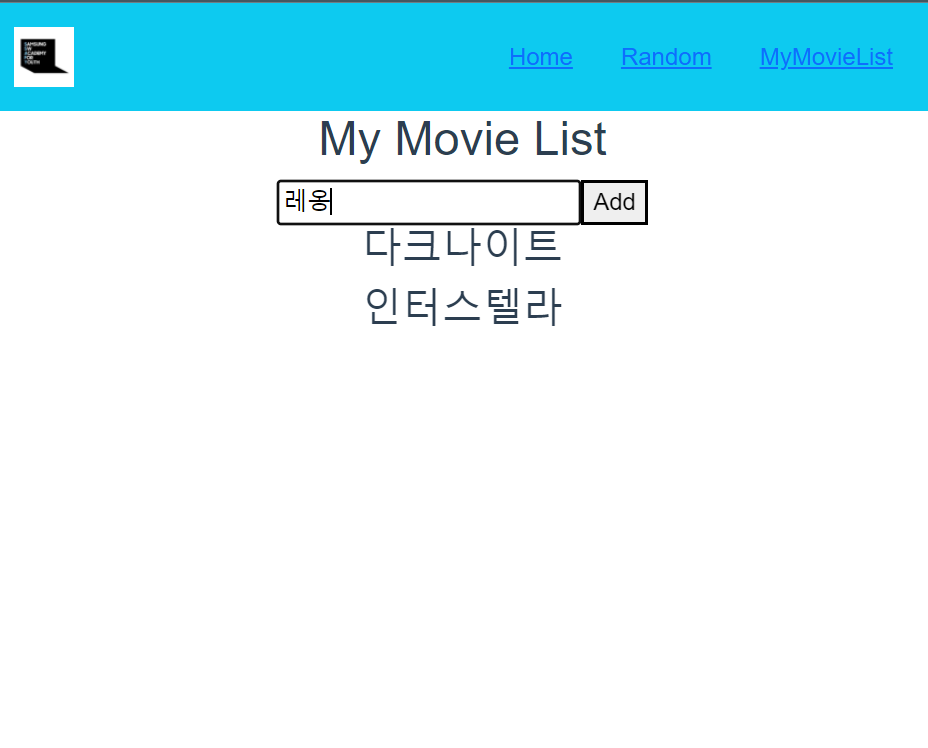 SAMSUNG
SW
ACADEMY
FOR
YOUTH
Home Random MyMovieList
My Movie List
레옹 Add
다크나이트
인터스텔라